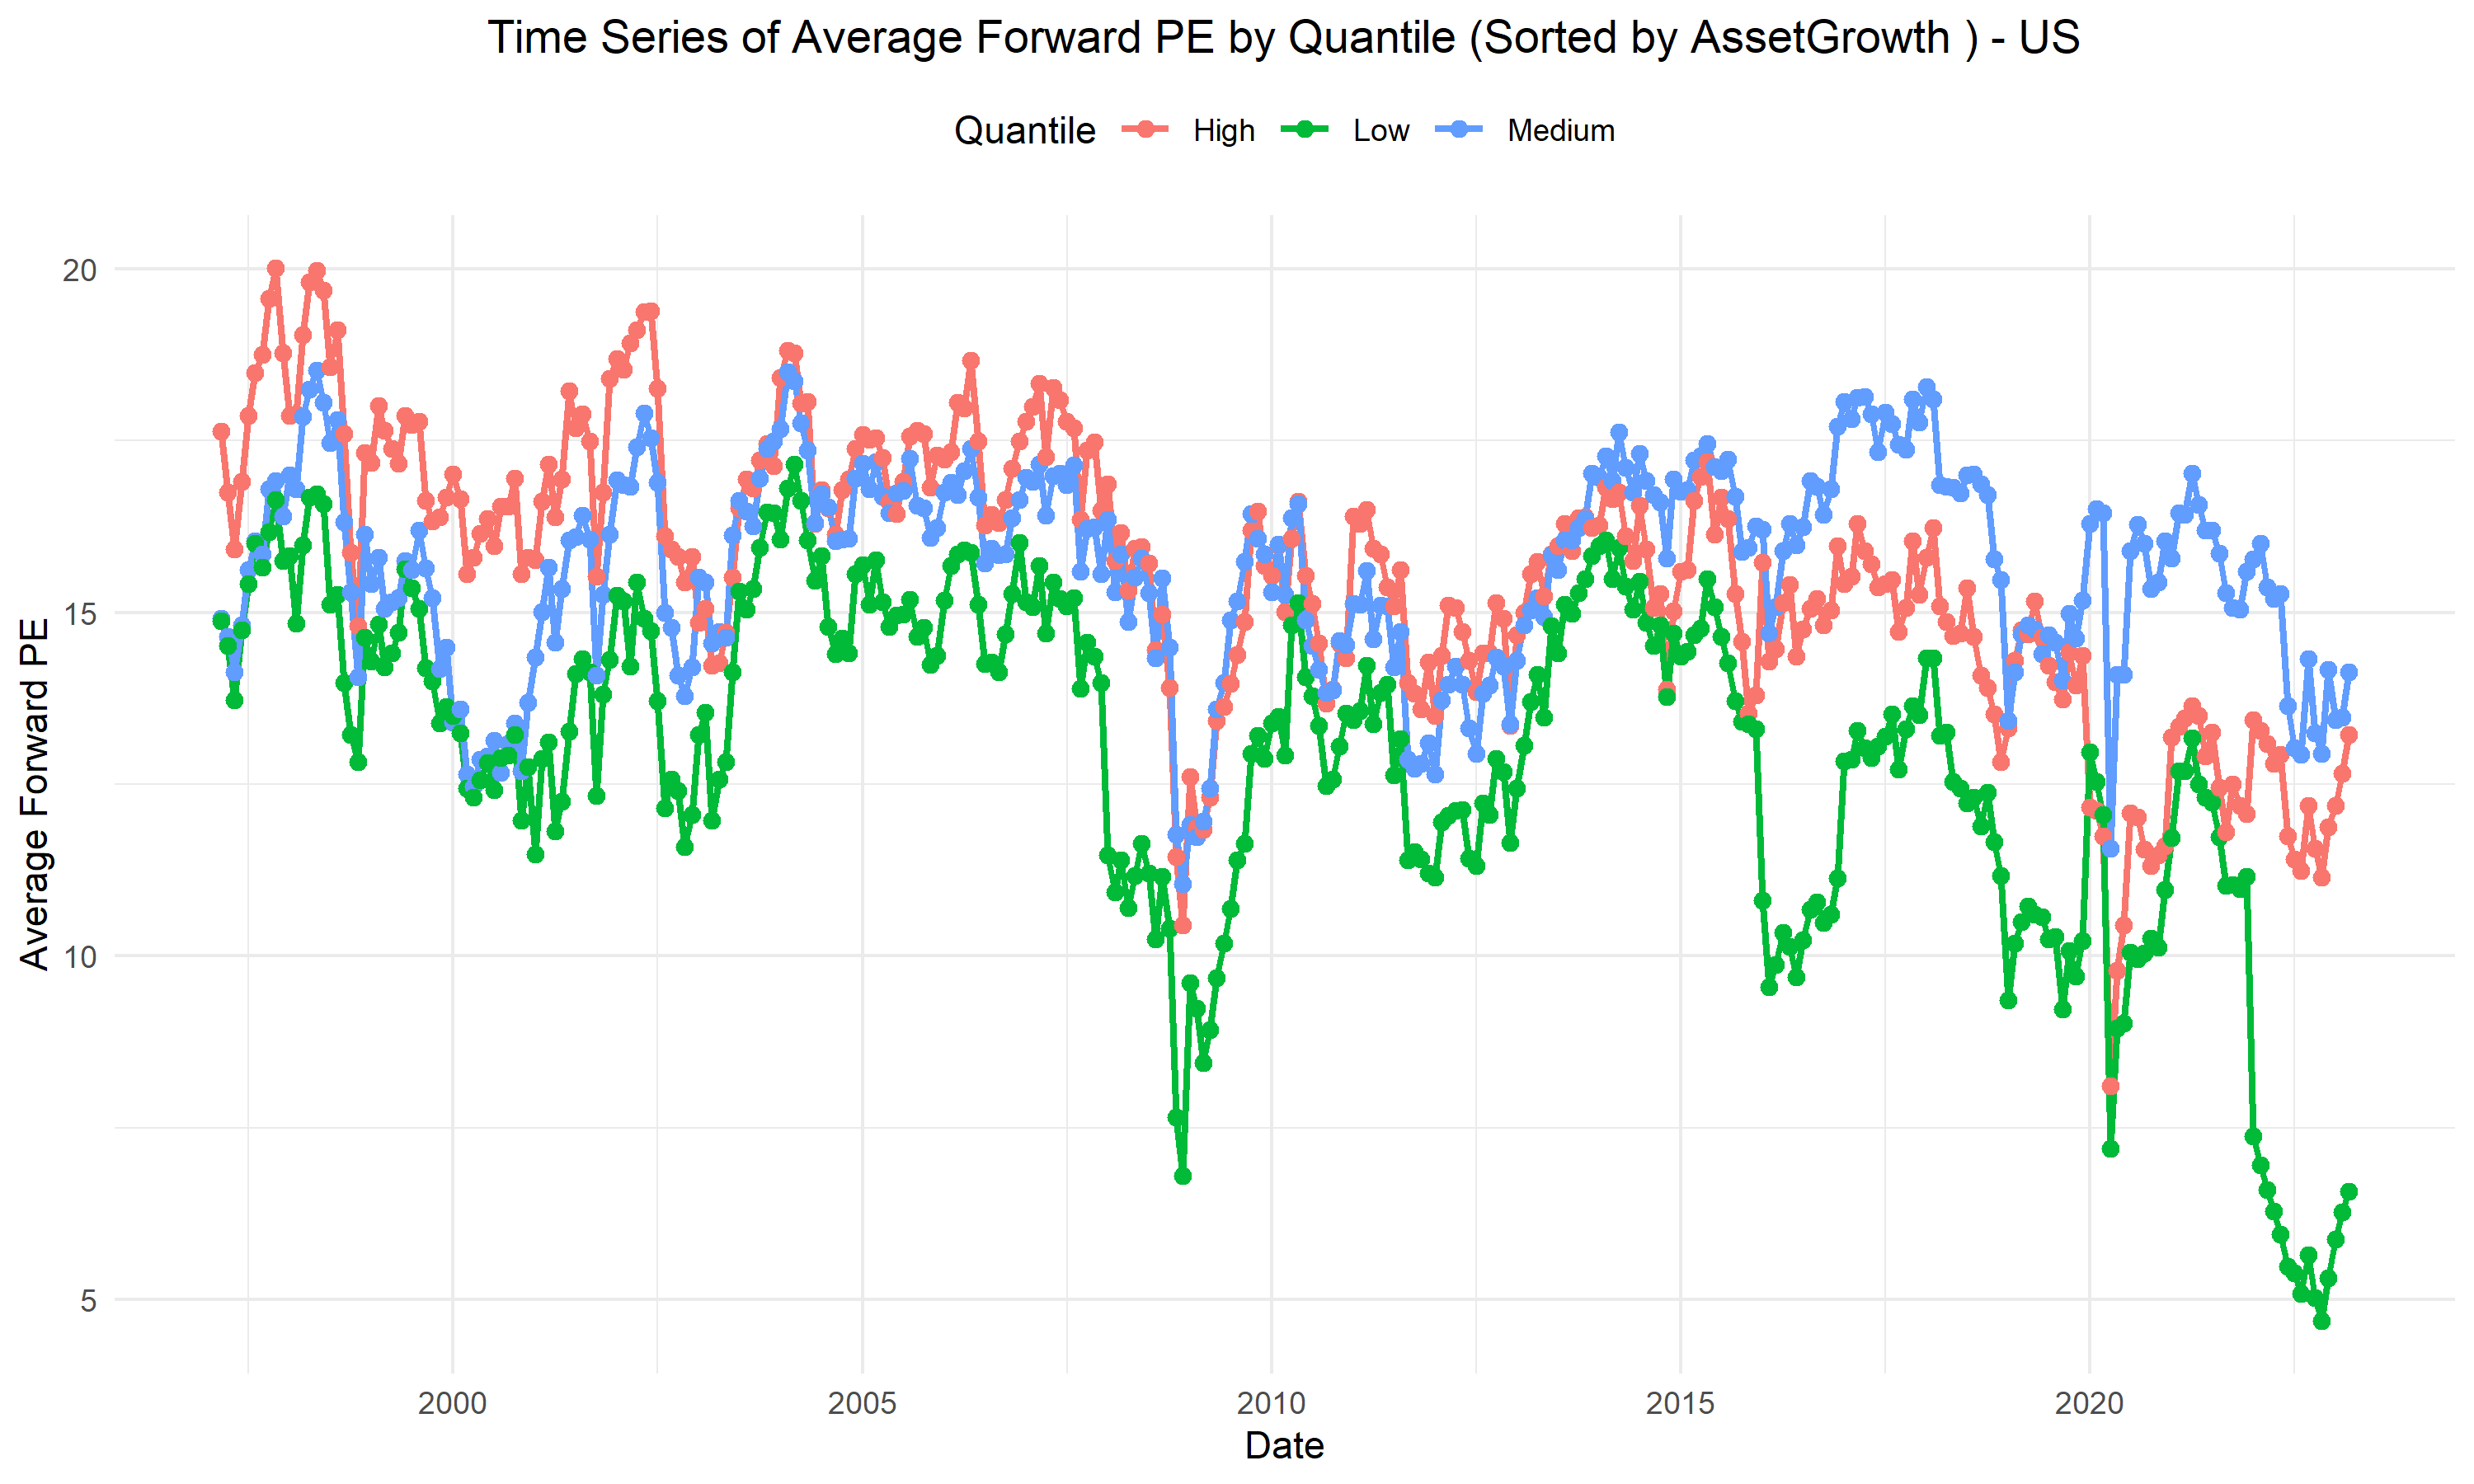 Time Series of Average Forward PE by Quantile (Sorted by AssetGrowth ) - US
Quantile High Low Medium
Average Forward PE
20
15
10
5
2000 2005 2010 2015 2020
Date